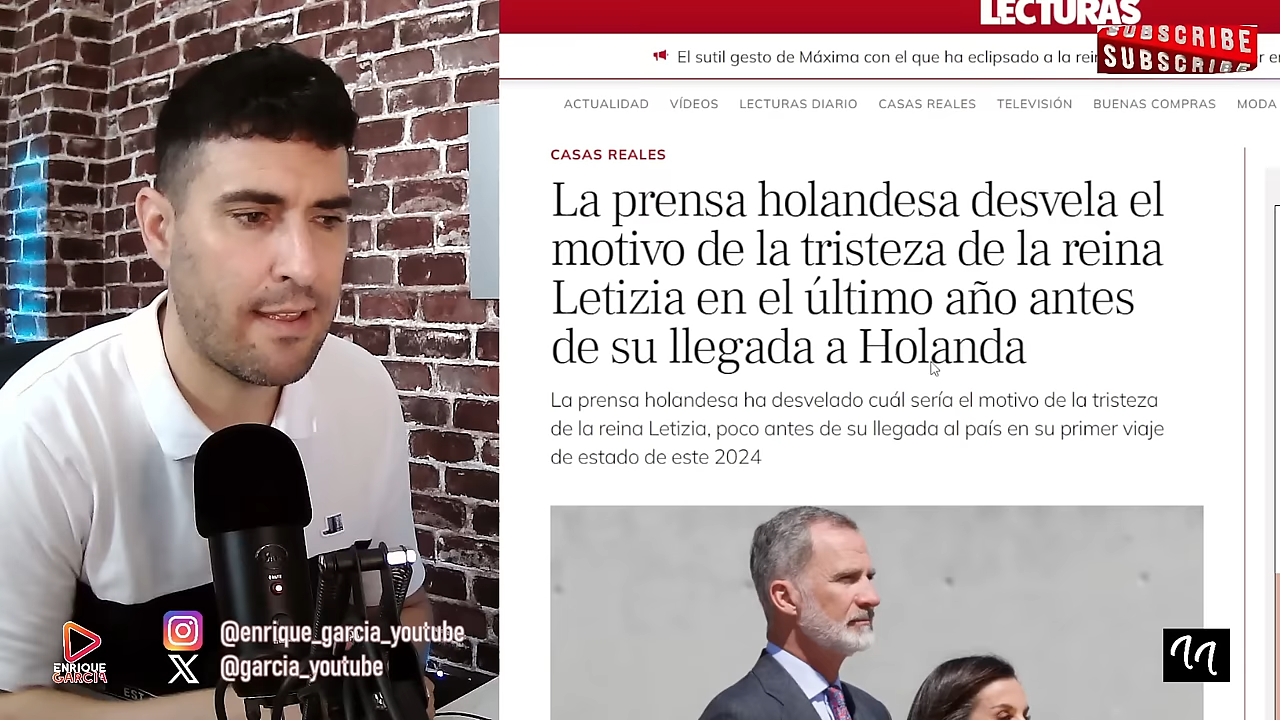 LECTURAS
SUBSCRIBE
SUBSCRIBE
El sutil gesto de Máxima con el que ha eclipsado a la rei
ACTUALIDAD VÍDEOS LECTURAS DIARIO CASAS REALES TELEVISIÓN BUENAS COMPRAS MODA
CASAS REALES
La prensa holandesa desvela el
motivo de la tristeza de la reina
Letizia en el último año antes
de su llegada a Holanda
La prensa holandesa ha desvelado cuál sería el motivo de la tristeza
de la reina Letizia, poco antes de su llegada al país en su primer viaje
de estado de este 2024
@enrique_garcia_youtube
@garcia_youtube
ENRIQUE
GARCIA